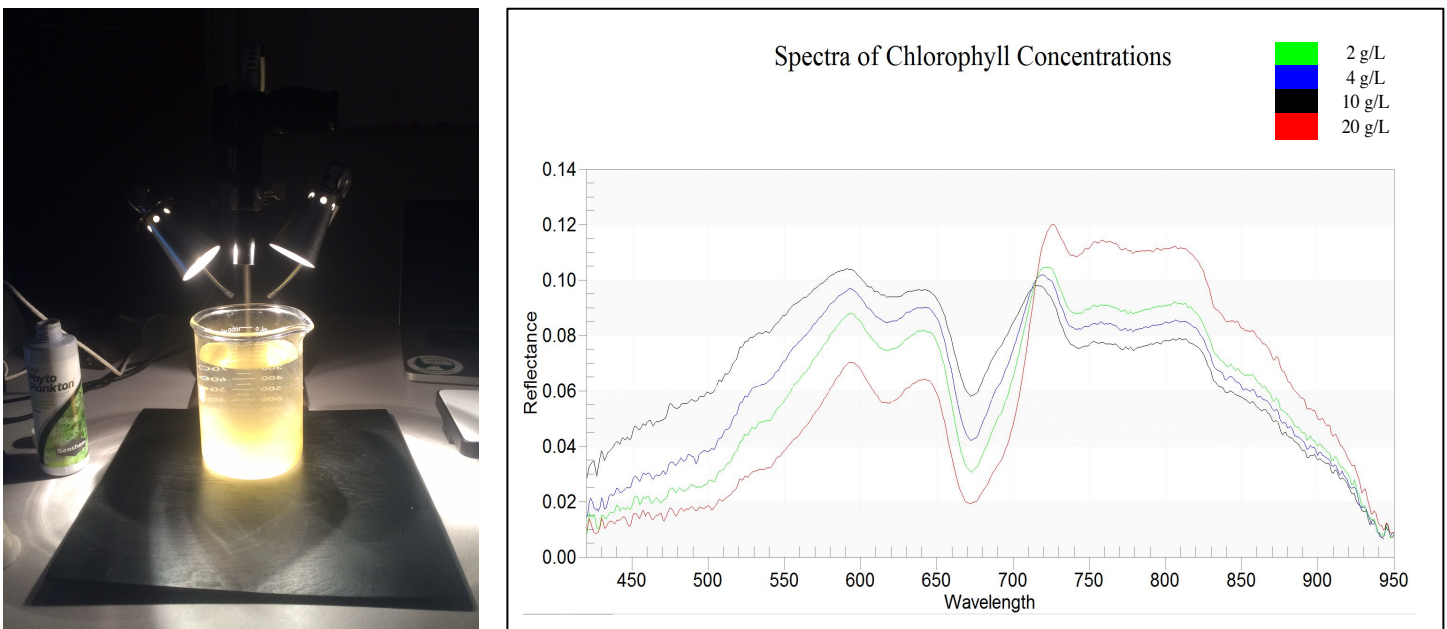 Phyto
Plankton
Seachem
Spectra of Chlorophyll Concentrations
2 g/L
4 g/L
10 g/L
20 g/L
0.14
0.12
0.10
0.08
0.06
0.04
0.02
0.00
Reflectance
450 500 550 600 650 700 750 800 850 900 950
Wavelength